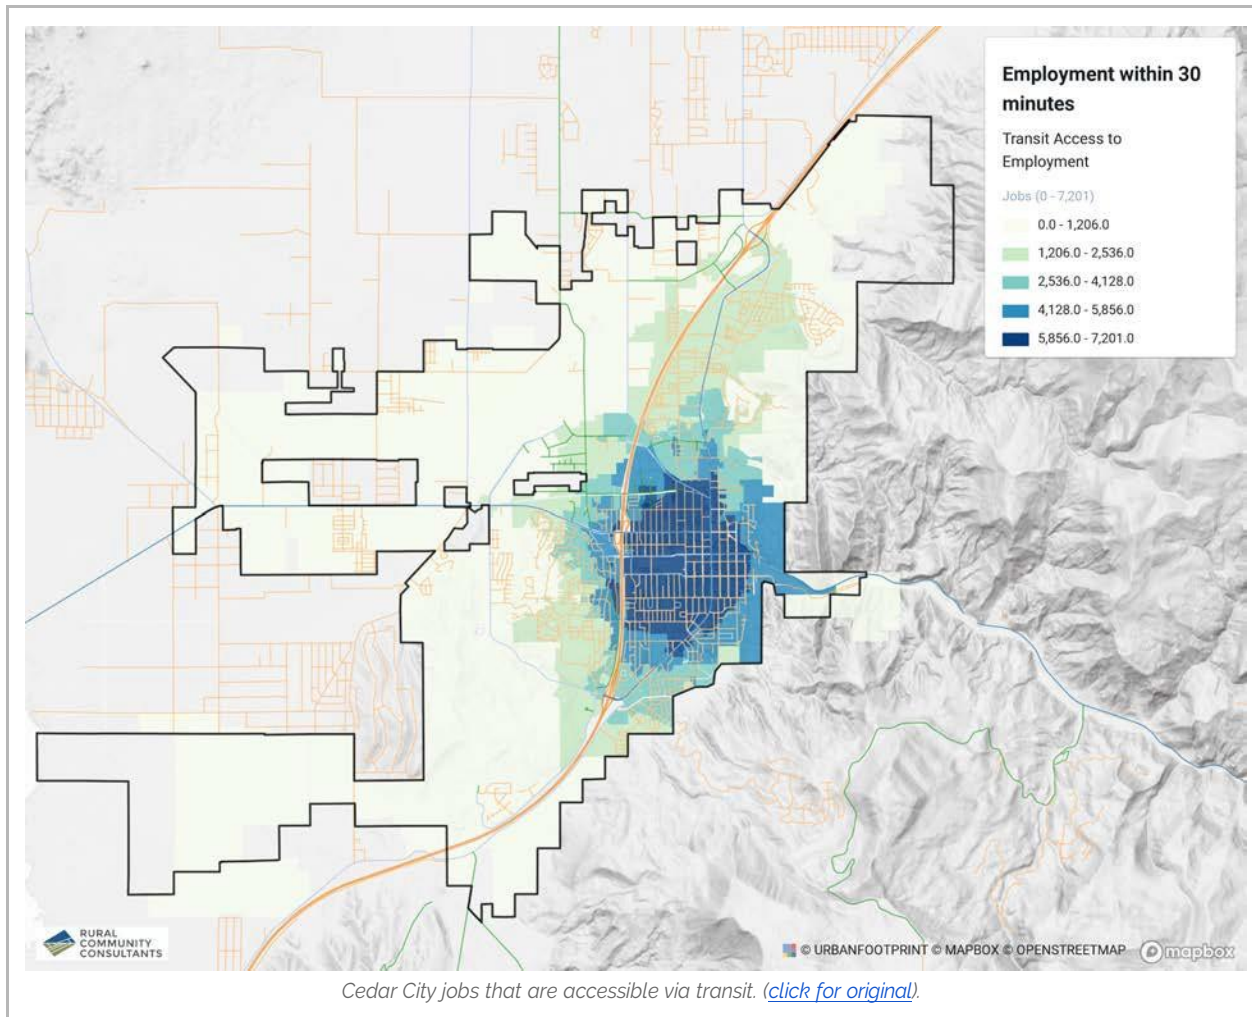 Employment within 30
minutes
Transit Access to
Employment
Jobs (0 - 7,201)
0.0 - 1,206.0
1,206.0 - 2,536.0
2,536.0 - 4,128.0
4,128.0 - 5,856.0
5,856.0 - 7,201.0
RURAL
COMMUNITY
CONSULTANTS
© URBANFOOTPRINT © MAPBOX © OPENSTREETMAP
mapbox
Cedar City jobs that are accessible via transit. (click for original).